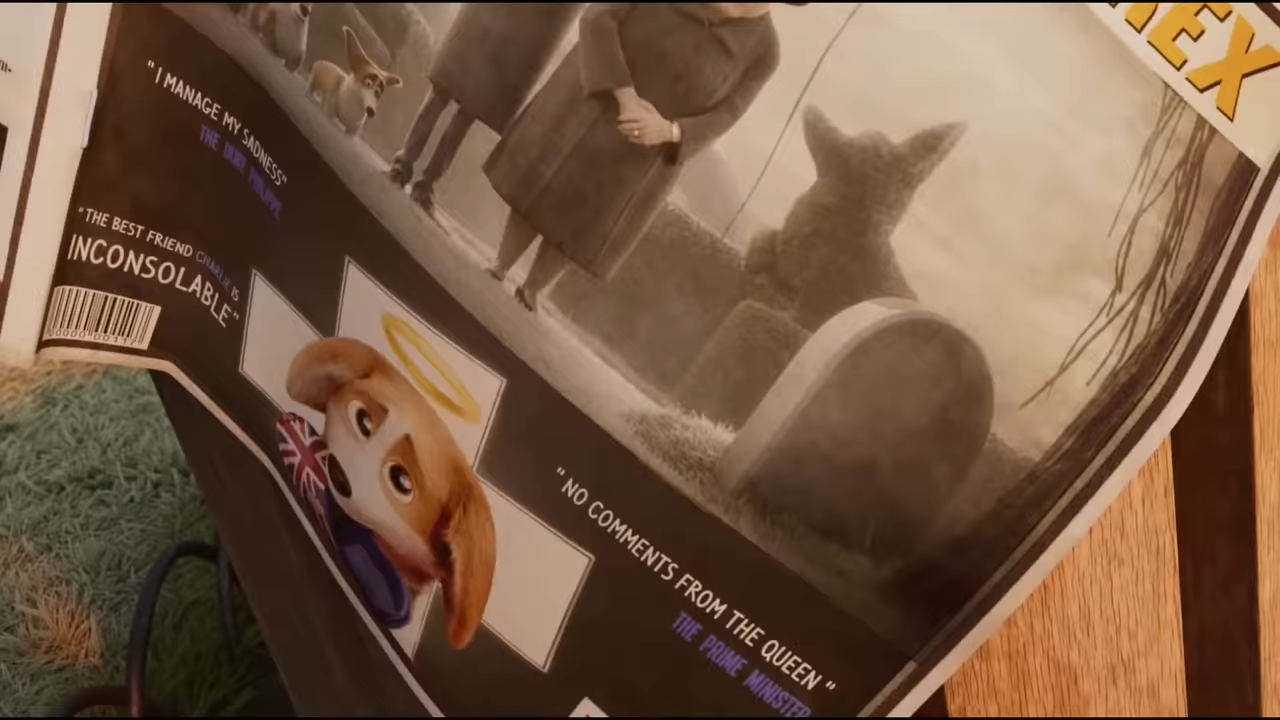 REX
"I MANAGE MY SADNESS"
THE DUKE PHILIPPE
"THE BEST FRIEND CHARLIE IS
INCONSOLABLE"
"NO COMMENTS FROM THE QUEEN"
THE PRIME MINISTER